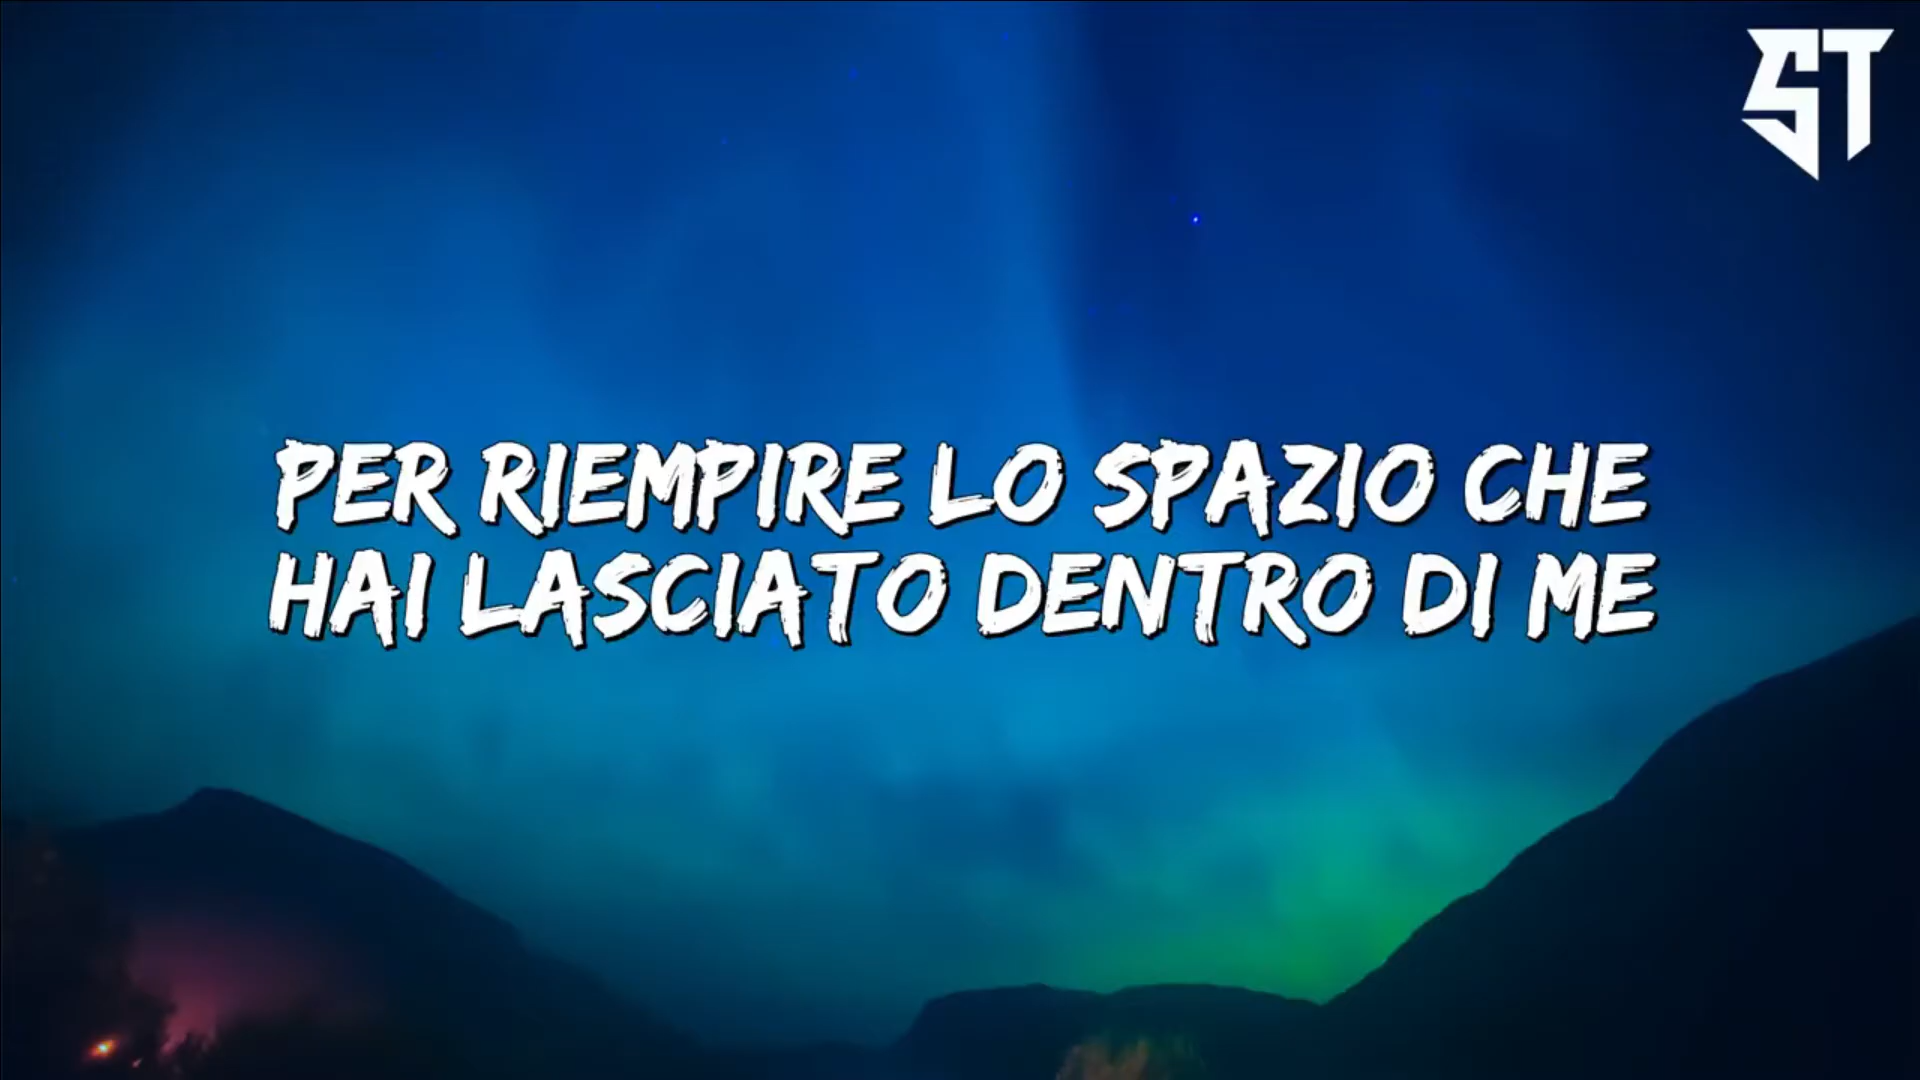 ST
PER RIEMPIRE LO SPAZIO CHE
HAI LASCIATO DENTRO DI ME